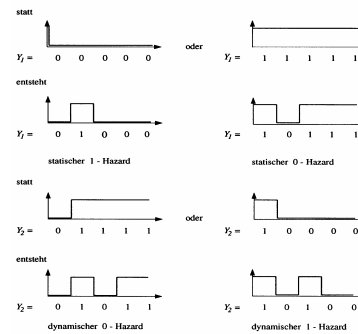 statt
oder
Y1 = 0 0 0 0 0
Y1 = 1 1 1 1 1
entsteht
Y1 = 0 1 0 0 0
Y1 = 1 0 1 1 1
statischer 1 - Hazard
statischer 0 - Hazard
statt
oder
Y2 = 0 1 1 1 1
Y2 = 1 0 0 0 0
entsteht
Y2 = 0 1 0 1 1
Y2 = 1 0 1 0 0
dynamischer 0 - Hazard
dynamischer 1 - Hazard